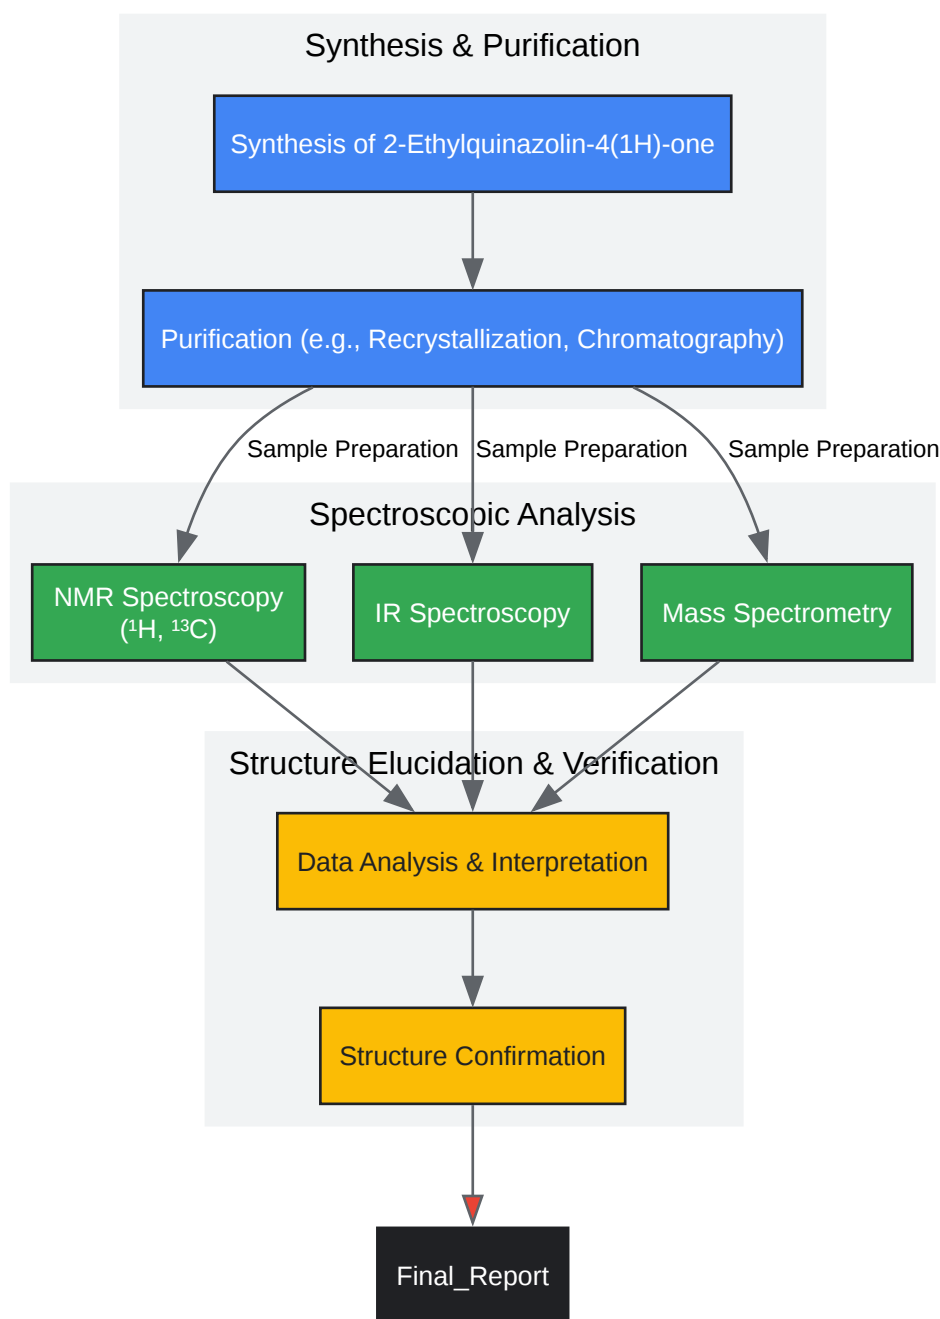 Synthesis & Purification
Synthesis of 2-Ethylquinazolin-4(1H)-one
Purification (e.g., Recrystallization, Chromatography)
Sample Preparation
Sample Preparation
Sample Preparation
Spectroscopic Analysis
NMR Spectroscopy
(¹H, ¹³C)
IR Spectroscopy
Mass Spectrometry
Structure Elucidation & Verification
Data Analysis & Interpretation
Structure Confirmation
Final_Report